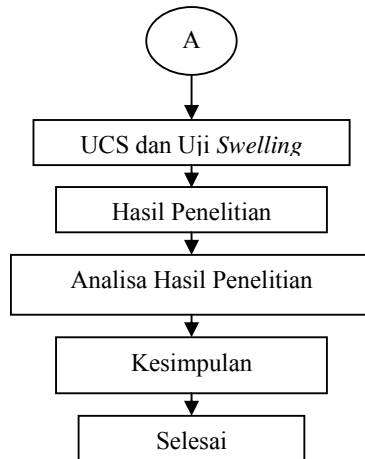 A
UCS dan Uji Swelling
Hasil Penelitian
Analisa Hasil Penelitian
Kesimpulan
Selesai